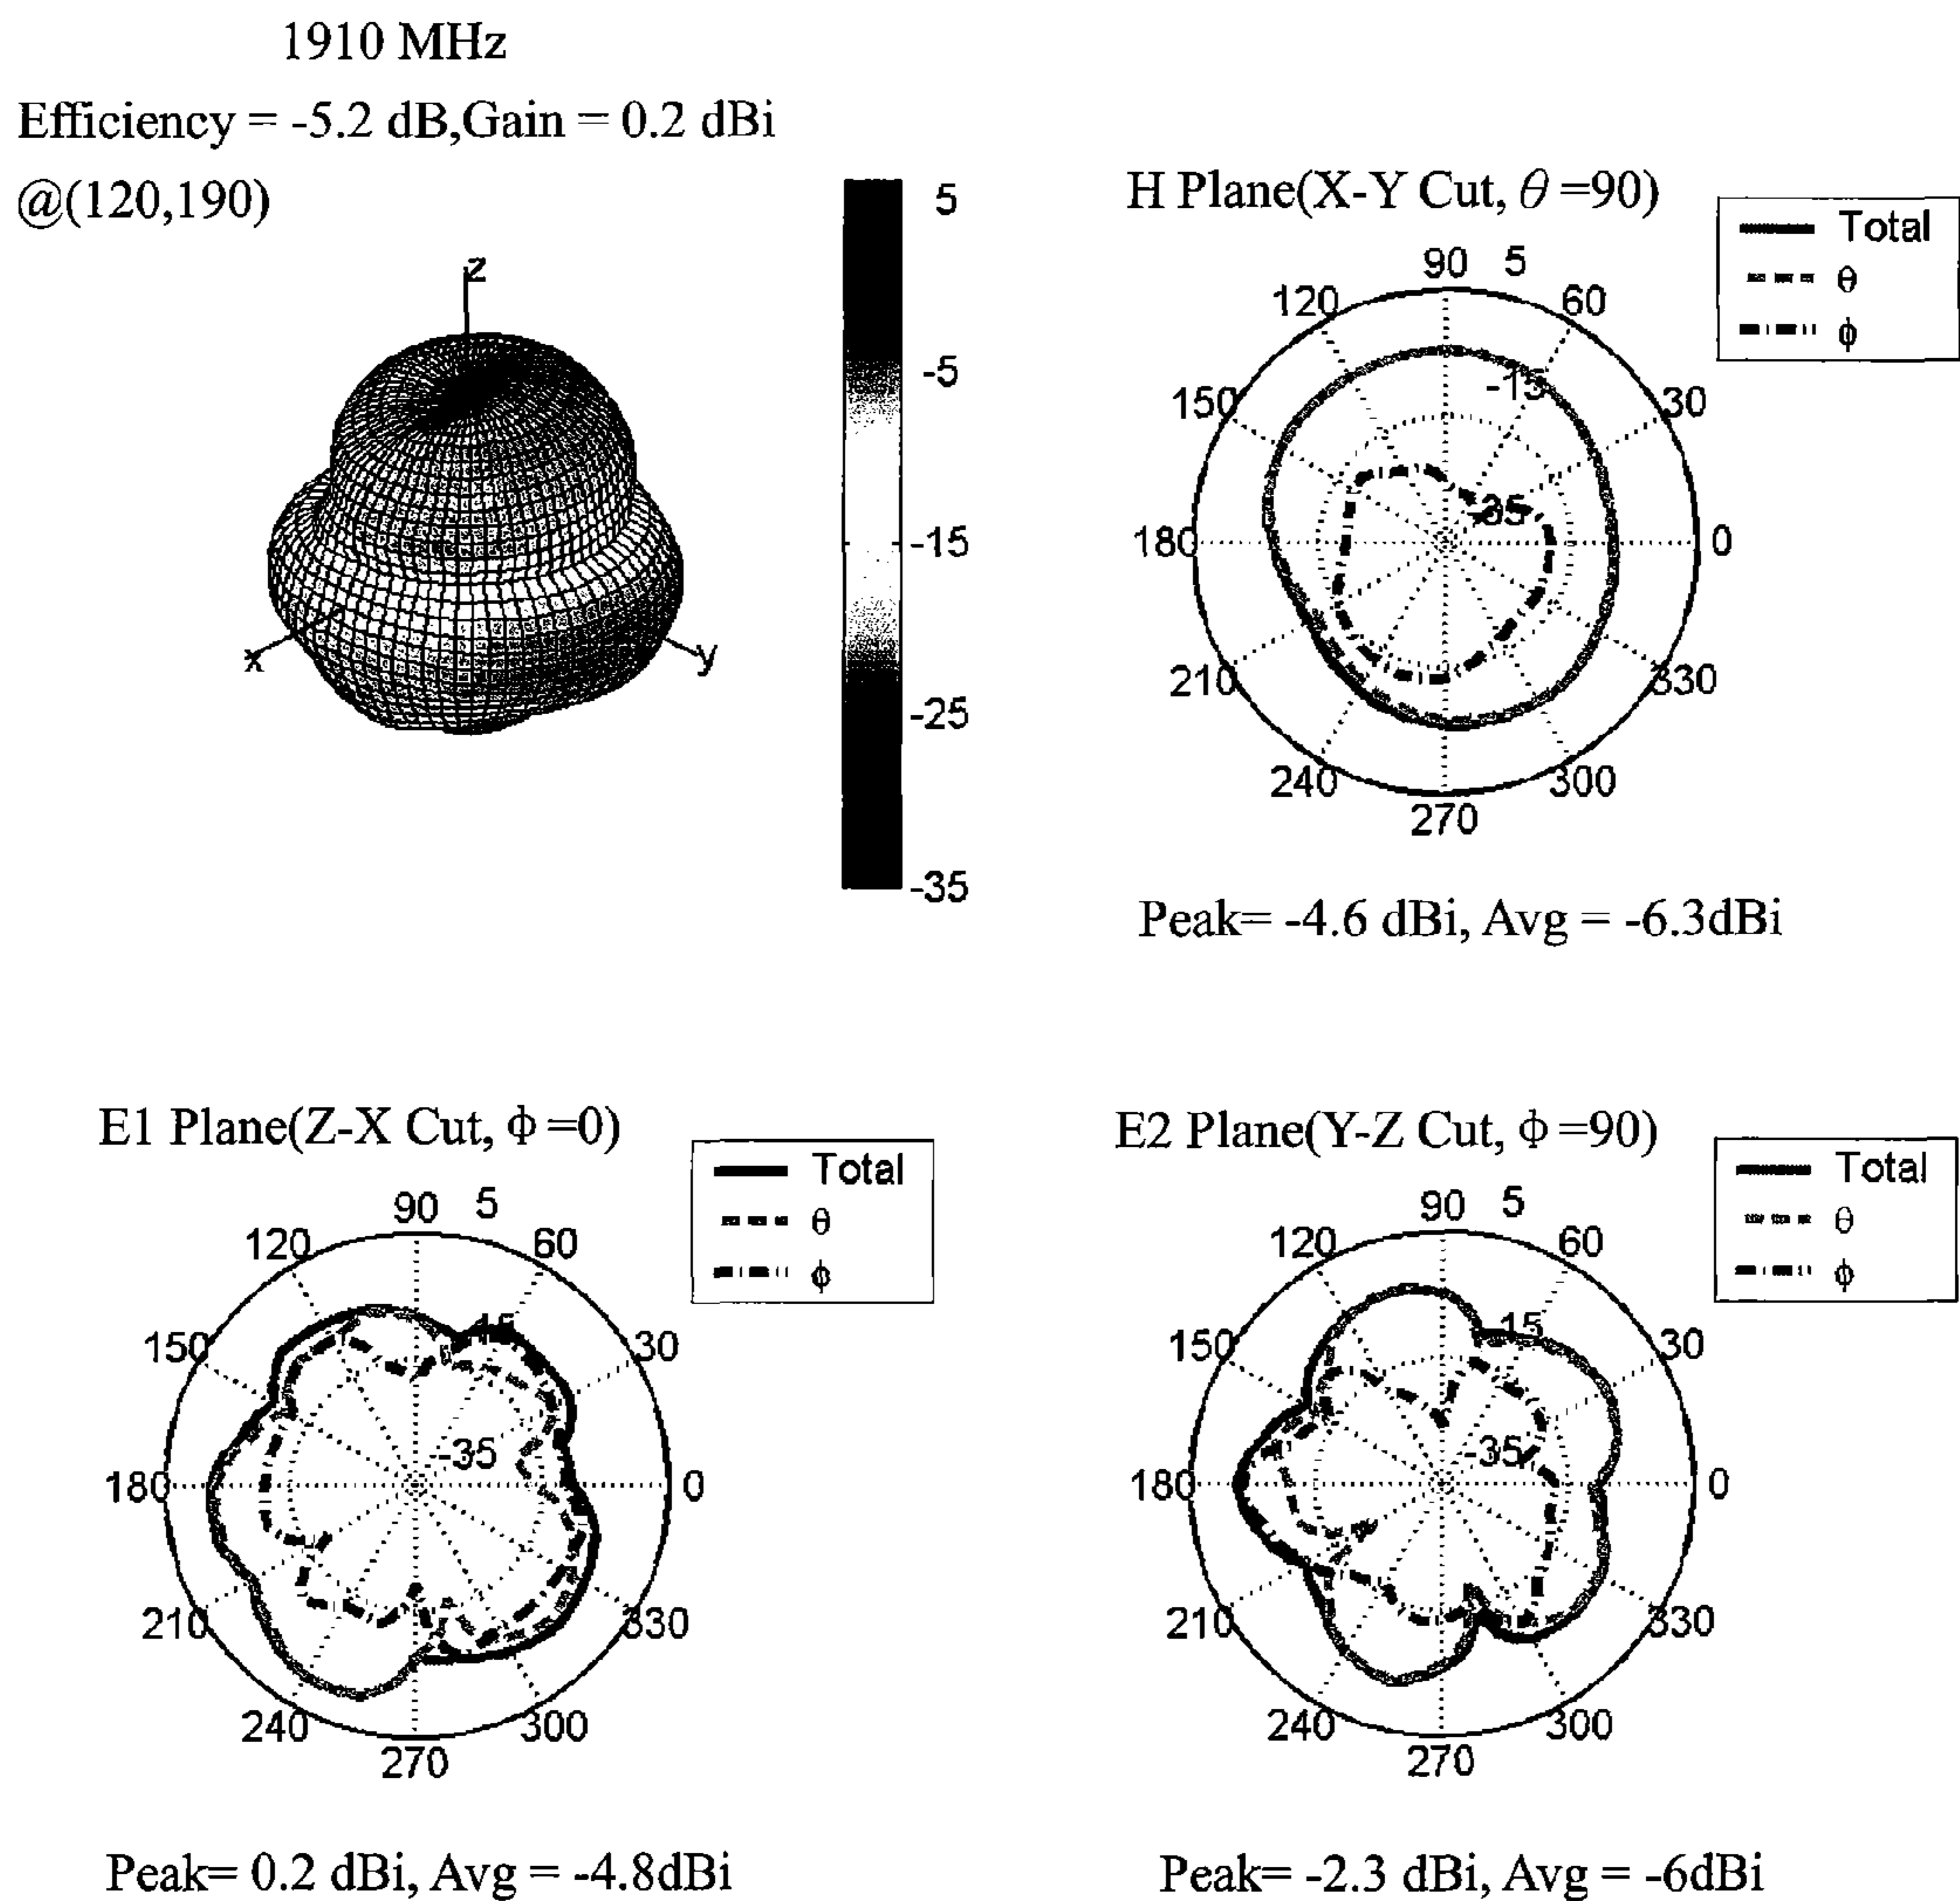 1910 MHz
Efficiency = -5.2 dB,Gain = 0.2 dBi
@(120,190)
z
x
y
5
-5
-15
-25
-35
H Plane(X-Y Cut, θ =90)
Total
θ
ϕ
90
5
120
60
150
-15
30
-35
180
0
210
330
240
300
270
Peak= -4.6 dBi, Avg = -6.3dBi
E1 Plane(Z-X Cut, Φ =0)
Total
θ
ϕ
90
5
120
60
150
-15
30
-35
180
0
210
330
240
300
270
Peak= 0.2 dBi, Avg = -4.8dBi
E2 Plane(Y-Z Cut, Φ =90)
Total
θ
ϕ
90
5
120
60
150
-15
30
-35
180
0
210
330
240
300
270
Peak= -2.3 dBi, Avg = -6dBi